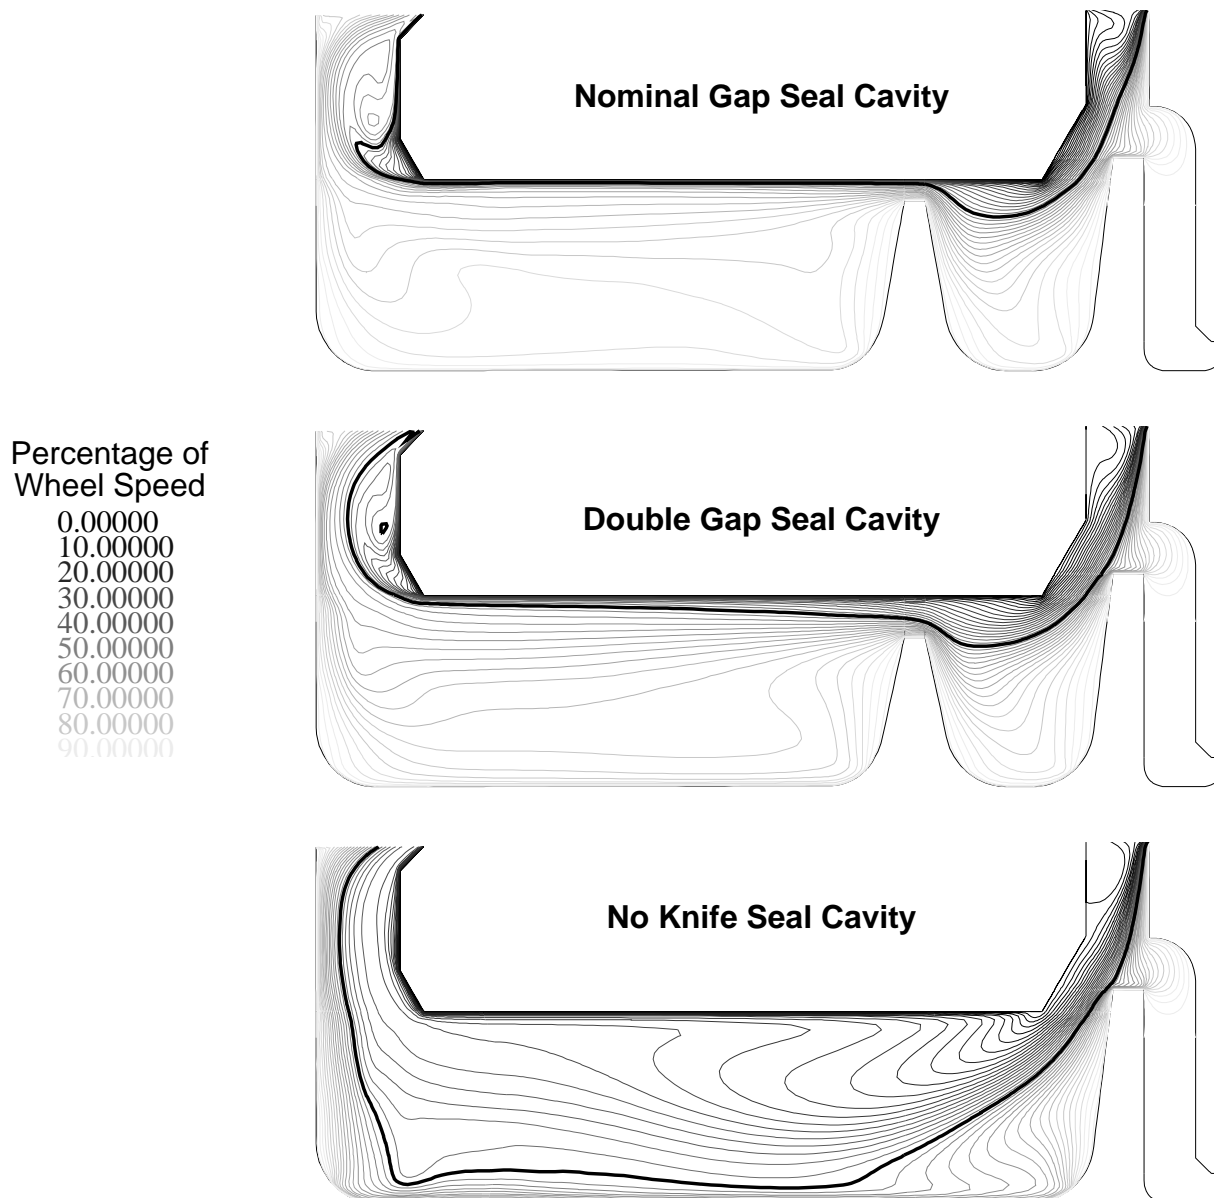 Nominal Gap Seal Cavity
Percentage of
Wheel Speed
0.00000
10.00000
20.00000
30.00000
40.00000
50.00000
60.00000
70.00000
80.00000
90.00000
Double Gap Seal Cavity
No Knife Seal Cavity